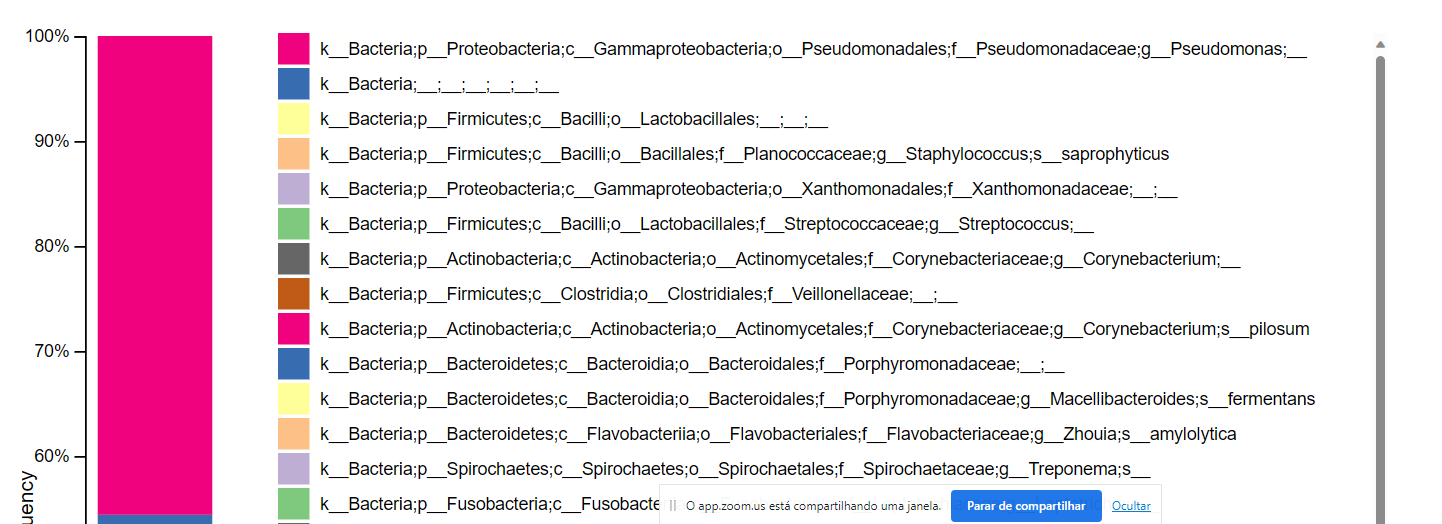 100%
k__Bacteria;p__Proteobacteria;c__Gammaproteobacteria;o__Pseudomonadales;f__Pseudomonadaceae;g__Pseudomonas;__
k__Bacteria;__;__;__;__;__;__
k__Bacteria;p__Firmicutes;c__Bacilli;o__Lactobacillales;__;__;__
90%
k__Bacteria;p__Firmicutes;c__Bacilli;o__Bacillales;f__Planococcaceae;g__Staphylococcus;s__saprophyticus
k__Bacteria;p__Proteobacteria;c__Gammaproteobacteria;o__Xanthomonadales;f__Xanthomonadaceae;__;__
k__Bacteria;p__Firmicutes;c__Bacilli;o__Lactobacillales;f__Streptococcaceae;g__Streptococcus;__
80%
k__Bacteria;p__Actinobacteria;c__Actinobacteria;o__Actinomycetales;f__Corynebacteriaceae;g__Corynebacterium;__
k__Bacteria;p__Firmicutes;c__Clostridia;o__Clostridiales;f__Veillonellaceae;__;__
k__Bacteria;p__Actinobacteria;c__Actinobacteria;o__Actinomycetales;f__Corynebacteriaceae;g__Corynebacterium;s__pilosum
70%
k__Bacteria;p__Bacteroidetes;c__Bacteroidia;o__Bacteroidales;f__Porphyromonadaceae;__;__
k__Bacteria;p__Bacteroidetes;c__Bacteroidia;o__Bacteroidales;f__Porphyromonadaceae;g__Macellibacteroides;s__fermentans
k__Bacteria;p__Bacteroidetes;c__Flavobacteriia;o__Flavobacteriales;f__Flavobacteriaceae;g__Zhouia;s__amylolytica
60%
k__Bacteria;p__Spirochaetes;c__Spirochaetes;o__Spirochaetales;f__Spirochaetaceae;g__Treponema;s__
k__Bacteria;p__Fusobacteria;c__Fusobacte
uency
O app.zoom.us está compartilhando uma janela.
Parar de compartilhar
Ocultar